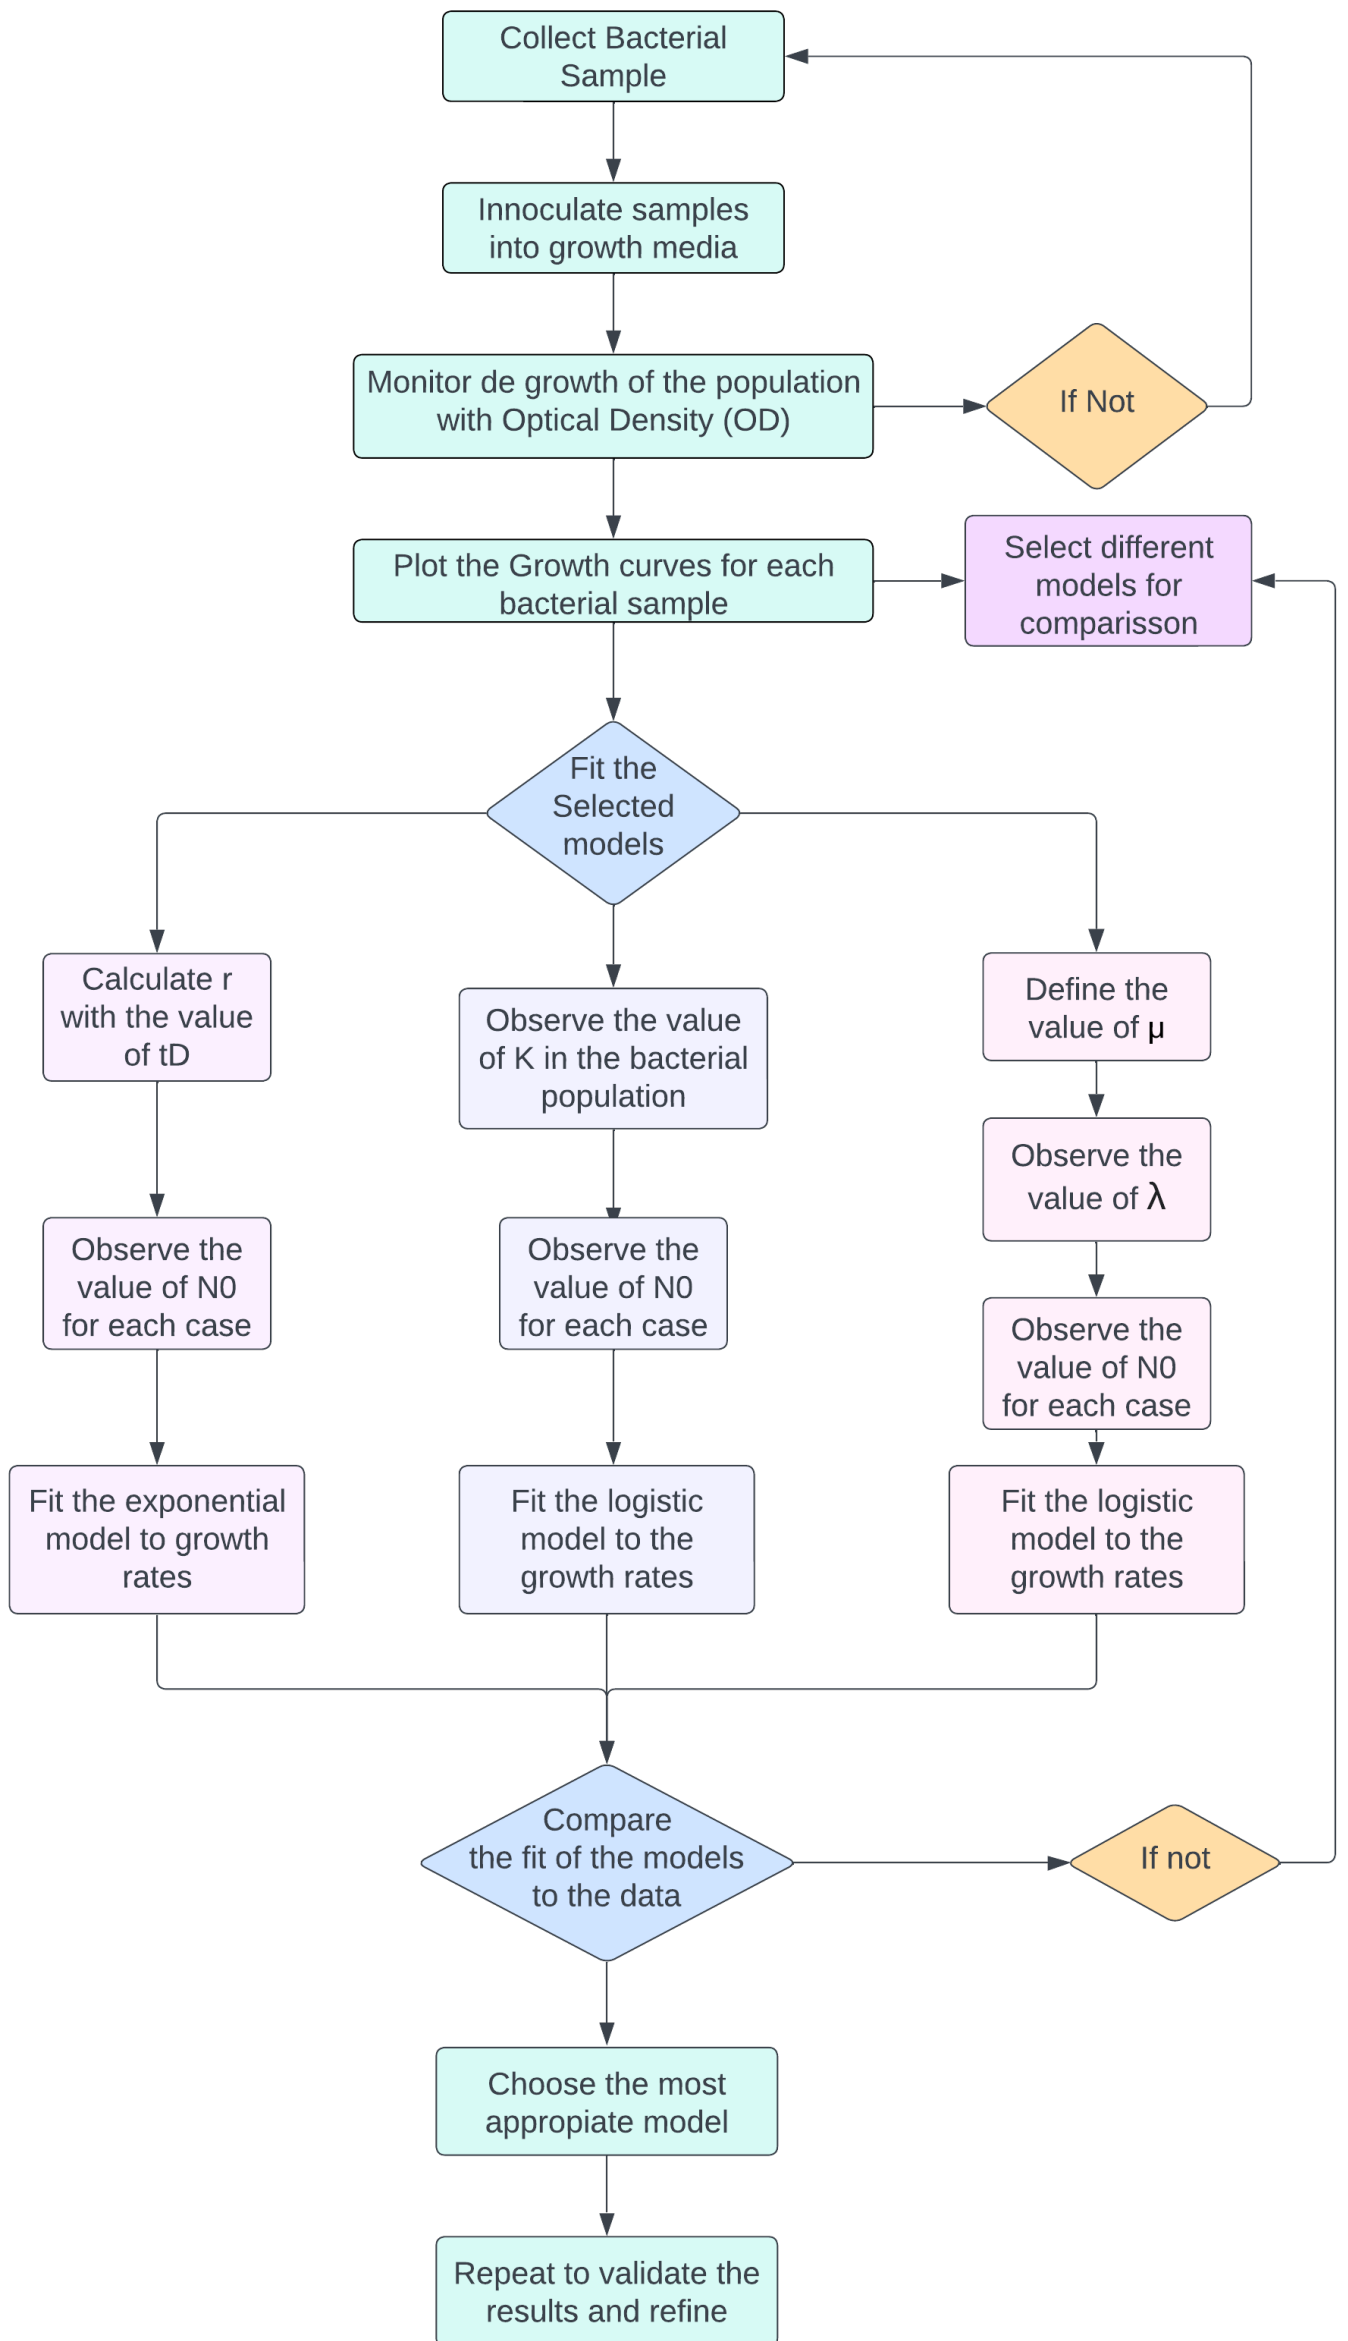 Collect Bacterial
Sample
Innoculate samples
into growth media
Monitor de growth of the population
with Optical Density (OD)
If Not
Plot the Growth curves for each
bacterial sample
Select different
models for
comparisson
Fit the
Selected
models
Calculate r
with the value
of tD
Observe the value
of K in the bacterial
population
Define the
value of μ
Observe the
value of λ
Observe the
value of N0
for each case
Observe the
value of N0
for each case
Observe the
value of N0
for each case
Fit the exponential
model to growth
rates
Fit the logistic
model to the
growth rates
Fit the logistic
model to the
growth rates
Compare
the fit of the models
to the data
If not
Choose the most
appropiate model
Repeat to validate the
results and refine